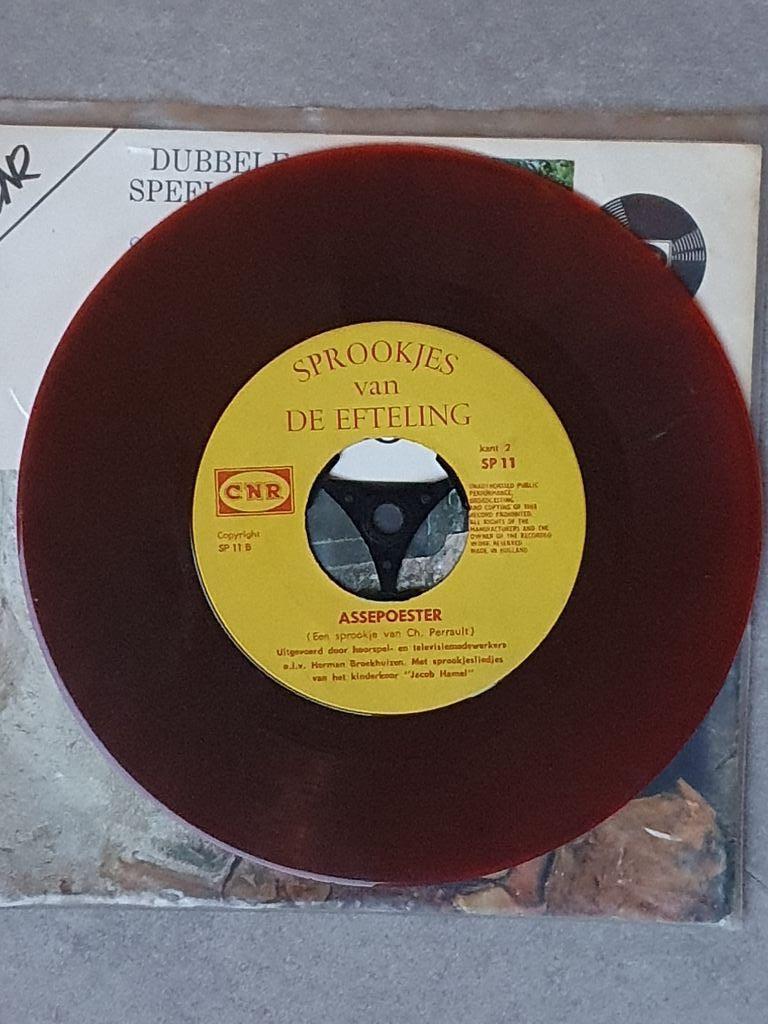 DUBBELE
SPEEL
SPROOKJES
van
DE EFTELING
kant 2
SP 11
CNR
UNAUTHORISED PUBLIC
PERFORMANCE,
BROADCASTING
AND COPYING OF THIS
RECORD PROHIBITED.
ALL RIGHTS OF THE
MANUFACTURERS AND THE
OWNER OF THE RECORDED
WORK RESERVED
MADE IN HOLLAND
Copyright
SP 11 B
ASSEPOESTER
(Een sprookje van Ch. Perrault)
Uitgevoerd door hoorspel- en televisiemedewerkers
o.l.v. Herman Broekhuizen. Met sprookjesliedjes
van het kinderkoor "Jacob Hamel"